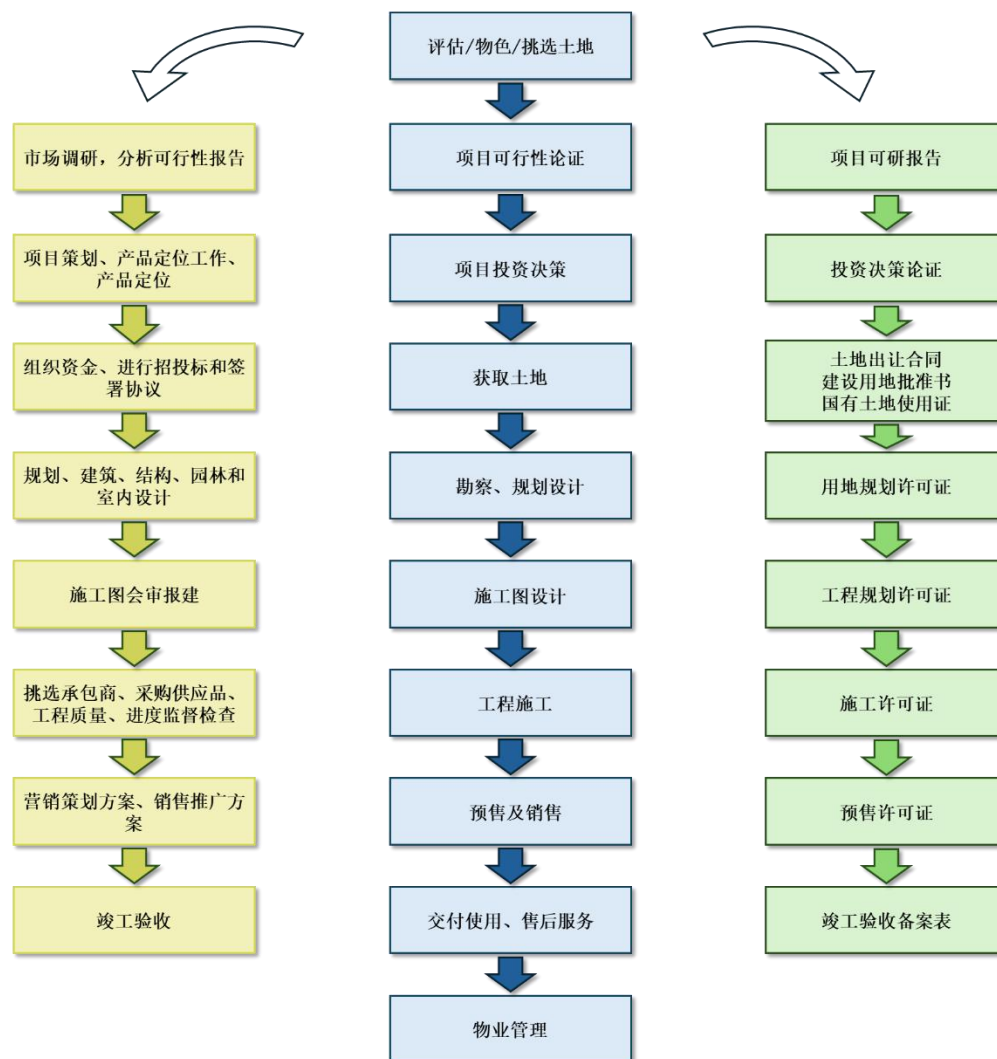 评估/物色/挑选土地
市场调研，分析可行性报告
项目可行性论证
项目可研报告
项目策划、产品定位工作、
产品定位
项目投资决策
投资决策论证
组织资金、进行招投标和签
署协议
获取土地
土地出让合同
建设用地批准书
国有土地使用证
规划、建筑、结构、园林和
室内设计
勘察、规划设计
用地规划许可证
施工图会审报建
施工图设计
工程规划许可证
挑选承包商、采购供应品、
工程质量、进度监督检查
工程施工
施工许可证
营销策划方案、销售推广方
案
预售及销售
预售许可证
竣工验收
交付使用、售后服务
竣工验收备案表
物业管理